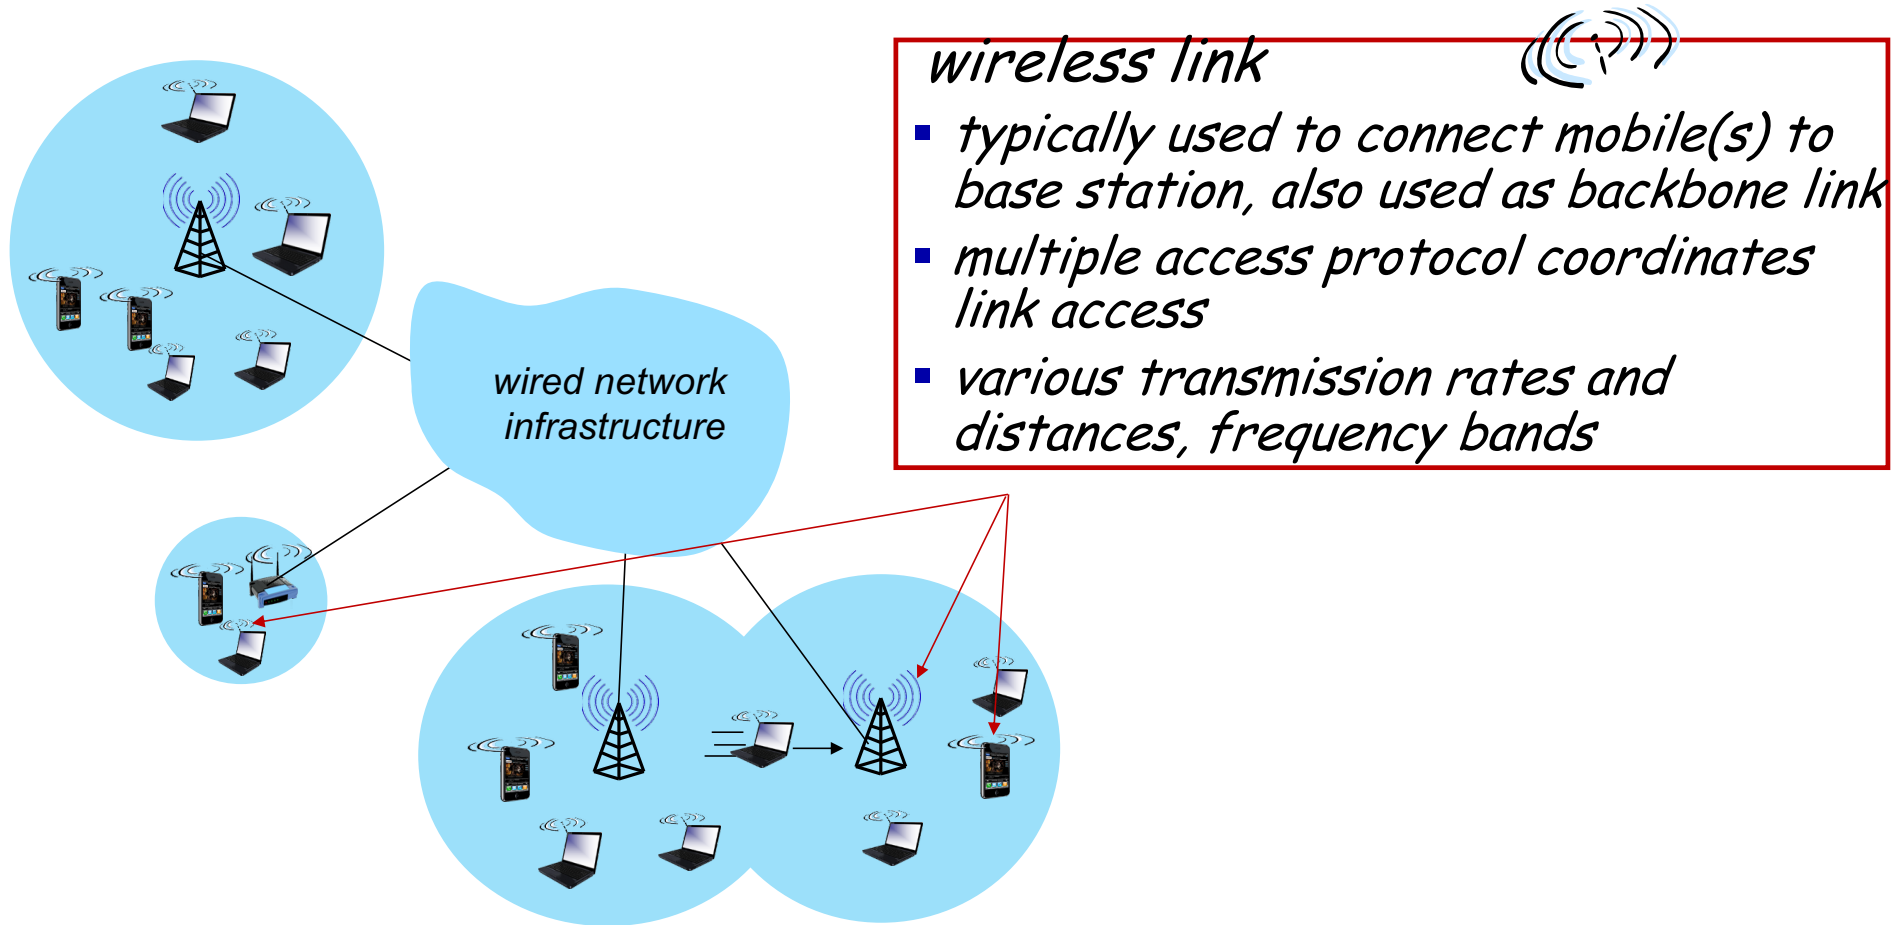 wireless link
typically used to connect mobile(s) to
base station, also used as backbone link
multiple access protocol coordinates
link access
various transmission rates and
distances, frequency bands
wired network
infrastructure